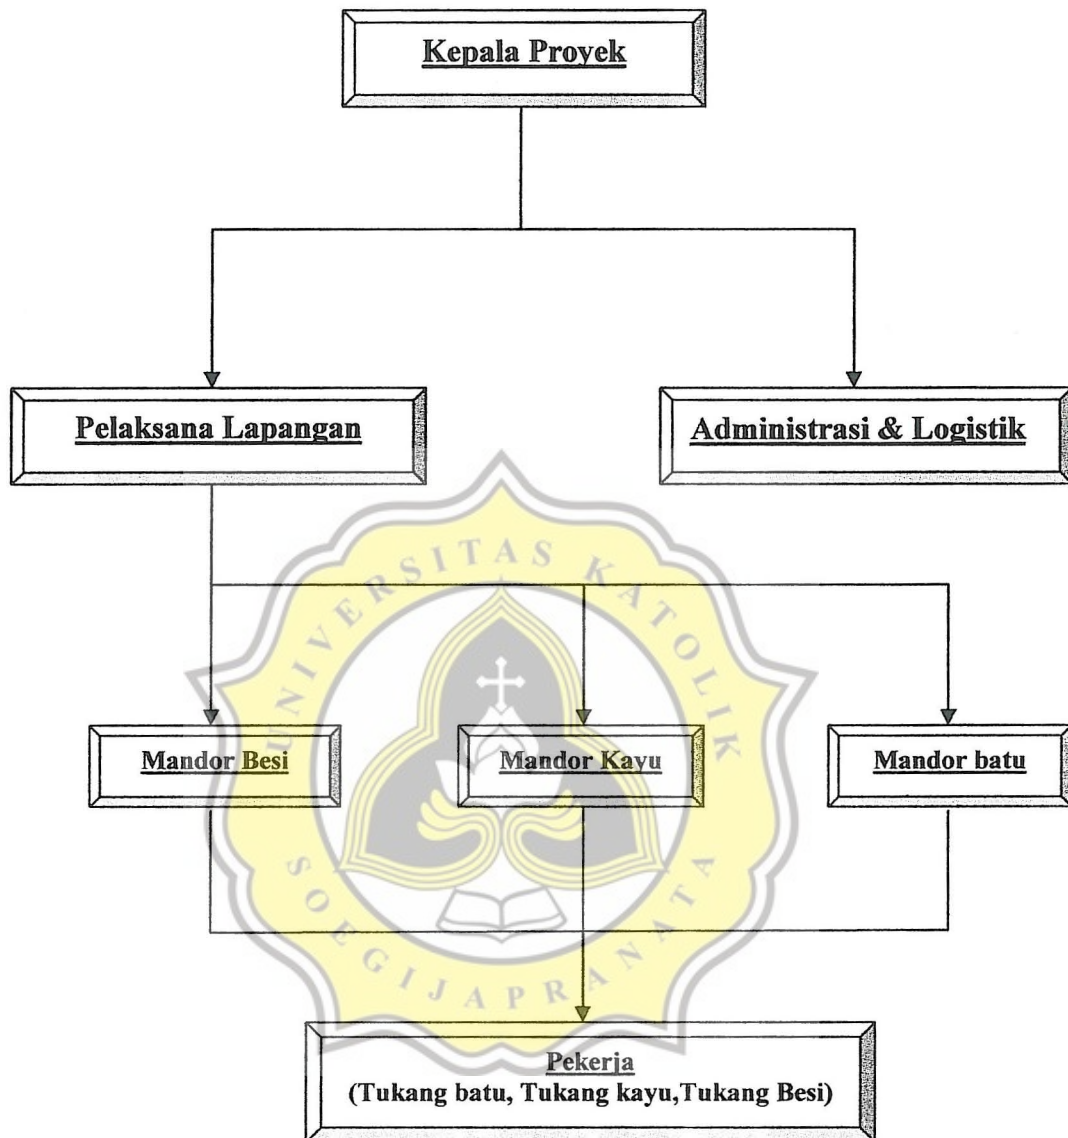 Kepala Proyek
Pelaksana Lapangan
Administrasi & Logistik
UNIVERSITAS KATOLIK
Mandor Besi
Mandor Kayu
Mandor batu
SOEGIJAPRANATA
Pekerja
(Tukang batu, Tukang kayu,Tukang Besi)